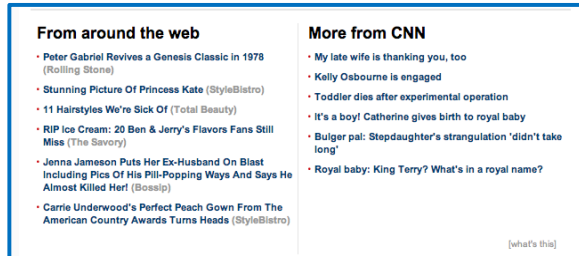 From around the web
Peter Gabriel Revives a Genesis Classic in 1978
(Rolling Stone)
Stunning Picture Of Princess Kate (StyleBistro)
11 Hairstyles We're Sick Of (Total Beauty)
RIP Ice Cream: 20 Ben & Jerry's Flavors Fans Still
Miss (The Savory)
Jenna Jameson Puts Her Ex-Husband On Blast
Including Pics Of His Pill-Popping Ways And Says He
Almost Killed Her! (Bossip)
Carrie Underwood's Perfect Peach Gown From The
American Country Awards Turns Heads (StyleBistro)
More from CNN
My late wife is thanking you, too
Kelly Osbourne is engaged
Toddler dies after experimental operation
It's a boy! Catherine gives birth to royal baby
Bulger pal: Stepdaughter's strangulation 'didn't take
long'
Royal baby: King Terry? What's in a royal name?
[what's this]